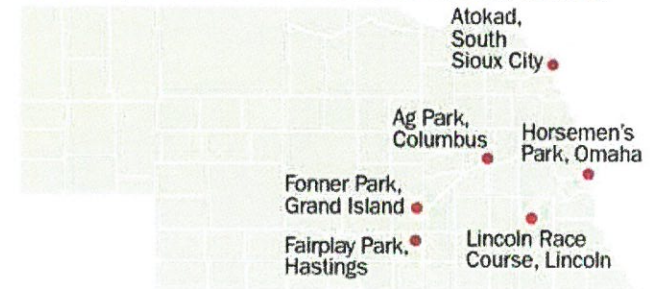 Atokad,
South
Sioux City
Ag Park,
Columbus
Horsemen's
Park, Omaha
Fonner Park,
Grand Island
Fairplay Park,
Hastings
Lincoln Race
Course, Lincoln